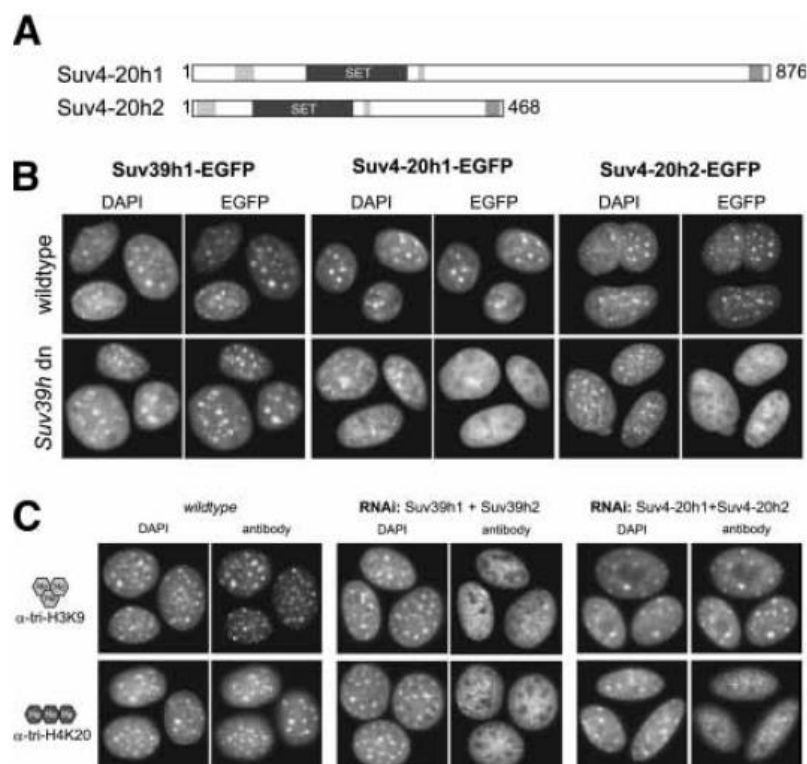 A
Suv4-20h1 1 SET 876
Suv4-20h2 1 SET 468
B
Suv39h1-EGFP Suv4-20h1-EGFP Suv4-20h2-EGFP
DAPI EGFP DAPI EGFP DAPI EGFP
wildtype
Suv39h dn
C
wildtype RNAi: Suv39h1 + Suv39h2 RNAi: Suv4-20h1+Suv4-20h2
DAPI antibody DAPI antibody DAPI antibody
α-tri-H3K9
α-tri-H4K20